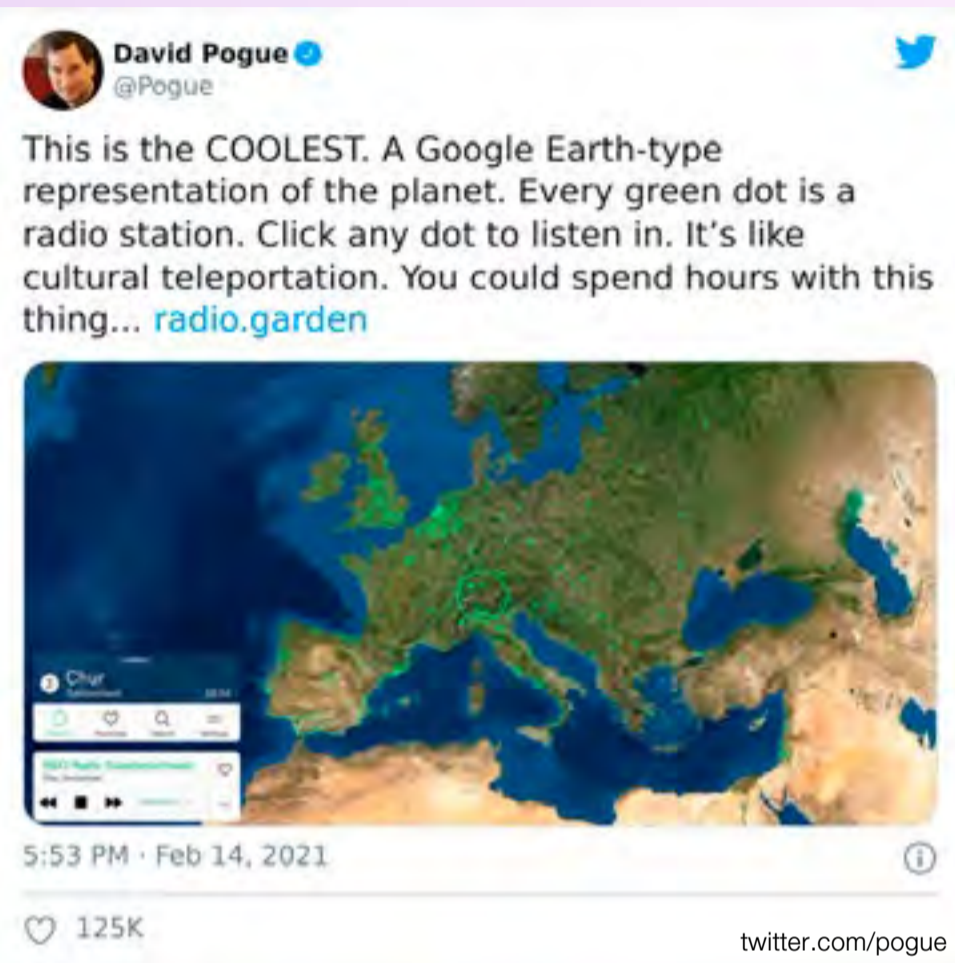 David Pogue
@Pogue
This is the COOLEST. A Google Earth-type
representation of the planet. Every green dot is a
radio station. Click any dot to listen in. It’s like
cultural teleportation. You could spend hours with this
thing... radio.garden
Chur
Switzerland
5:53 PM · Feb 14, 2021
125K
twitter.com/pogue